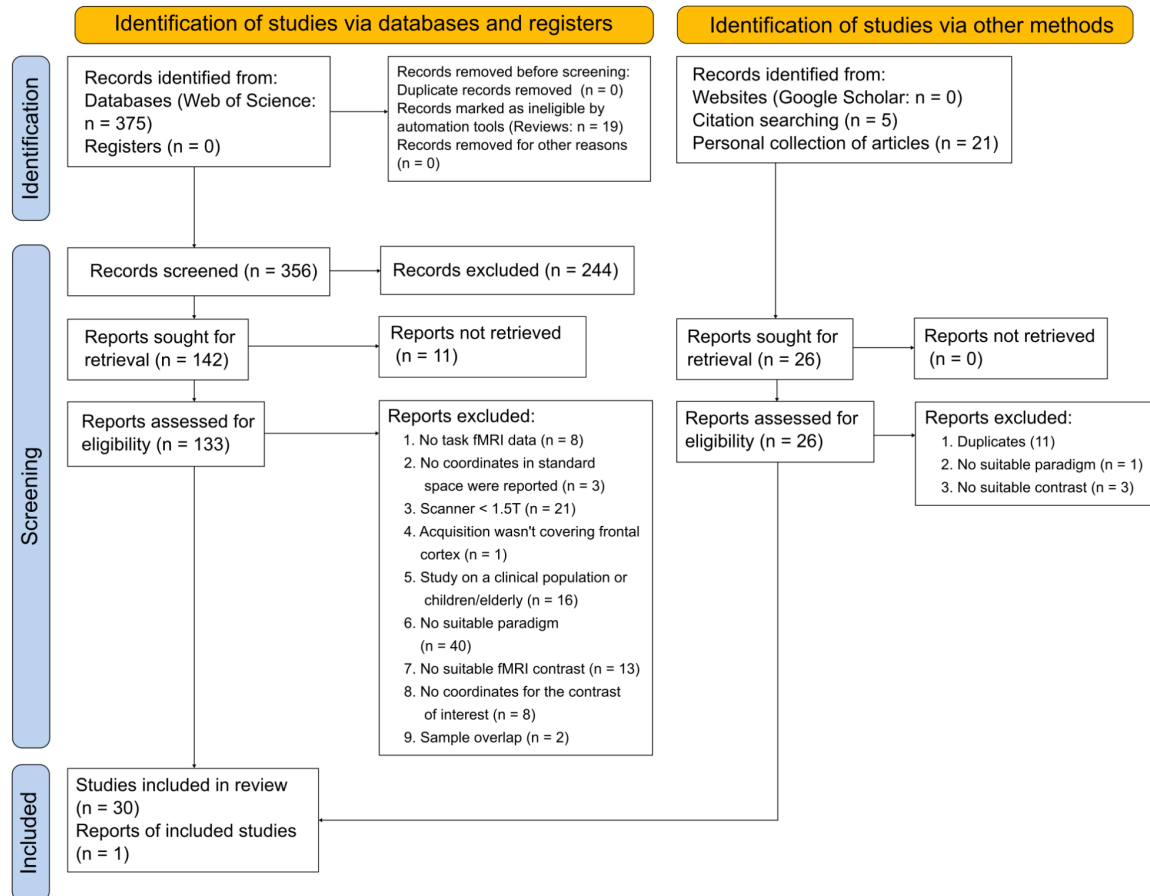 Identification of studies via databases and registers
Identification of studies via other methods
Identification
Records identified from:
Databases (Web of Science:
n = 375)
Registers (n = 0)
Records removed before screening:
Duplicate records removed (n = 0)
Records marked as ineligible by
automation tools (Reviews: n = 19)
Records removed for other reasons
(n = 0)
Records identified from:
Websites (Google Scholar: n = 0)
Citation searching (n = 5)
Personal collection of articles (n = 21)
Screening
Records screened (n = 356)
Records excluded (n = 244)
Reports sought for
retrieval (n = 142)
Reports not retrieved
(n = 11)
Reports sought for
retrieval (n = 26)
Reports not retrieved
(n = 0)
Reports assessed for
eligibility (n = 133)
Reports excluded:
1. No task fMRI data (n = 8)
2. No coordinates in standard
space were reported (n = 3)
3. Scanner < 1.5T (n = 21)
4. Acquisition wasn't covering frontal
cortex (n = 1)
5. Study on a clinical population or
children/elderly (n = 16)
6. No suitable paradigm
(n = 40)
7. No suitable fMRI contrast (n = 13)
8. No coordinates for the contrast
of interest (n = 8)
9. Sample overlap (n = 2)
Reports assessed for
eligibility (n = 26)
Reports excluded:
1. Duplicates (11)
2. No suitable paradigm (n = 1)
3. No suitable contrast (n = 3)
Included
Studies included in review
(n = 30)
Reports of included studies
(n = 1)